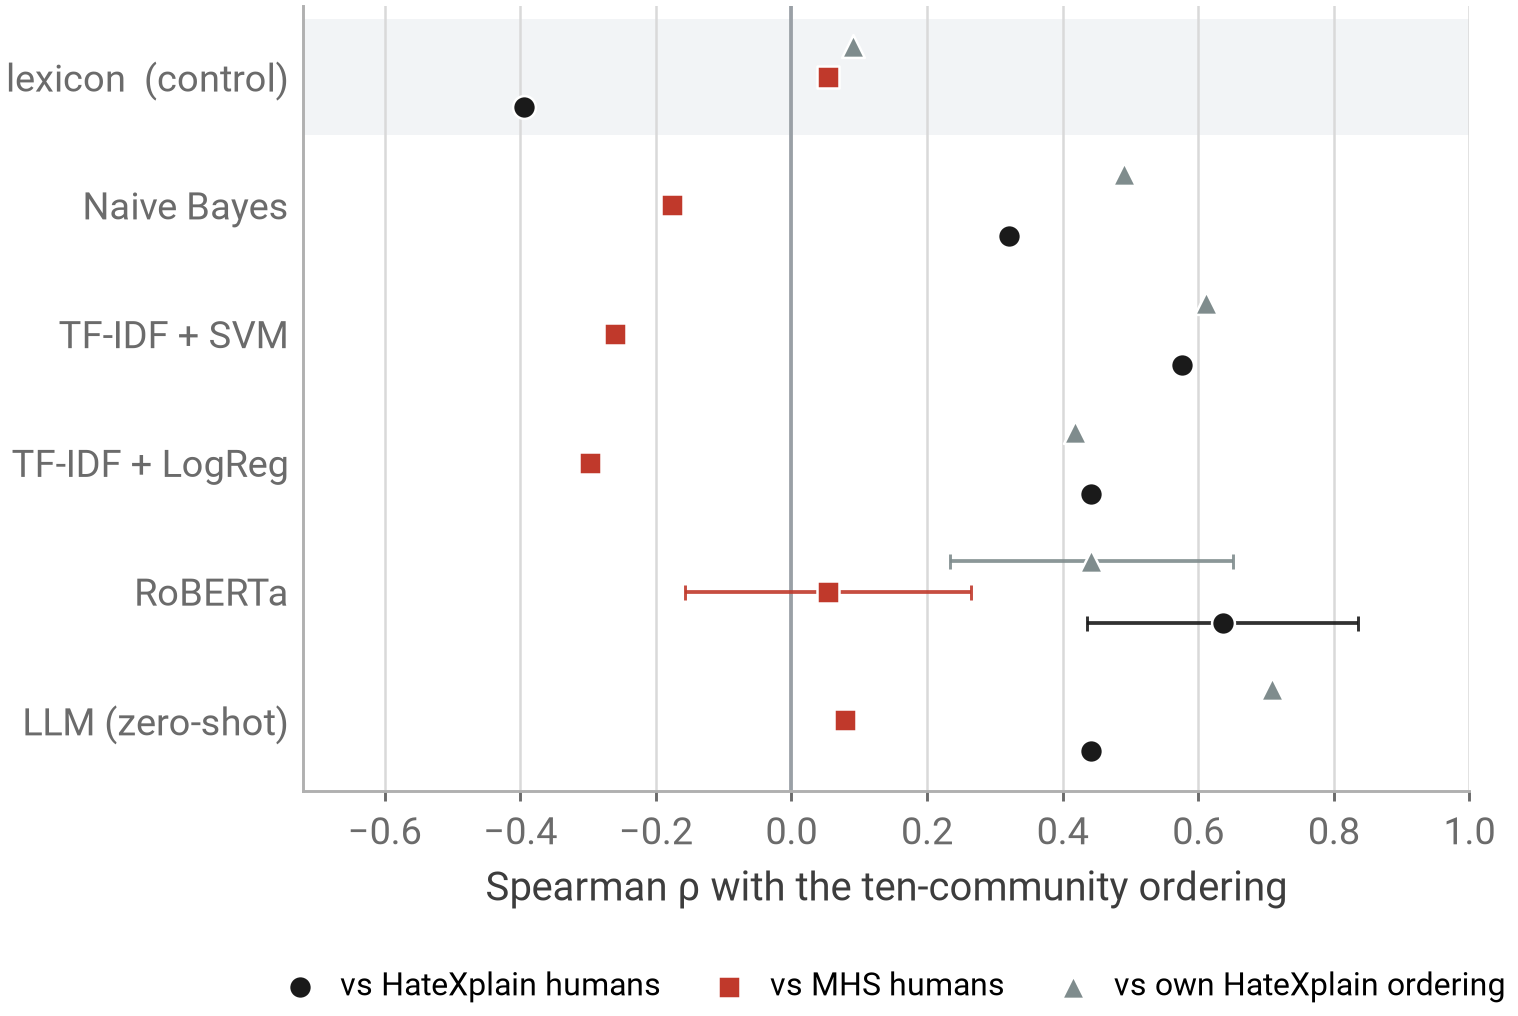 lexicon  (control)
Naive Bayes
TF-IDF + SVM
TF-IDF + LogReg
RoBERTa
LLM (zero-shot)
−0.6 −0.4 −0.2 0.0 0.2 0.4 0.6 0.8 1.0
Spearman ρ with the ten-community ordering
vs HateXplain humans vs MHS humans vs own HateXplain ordering